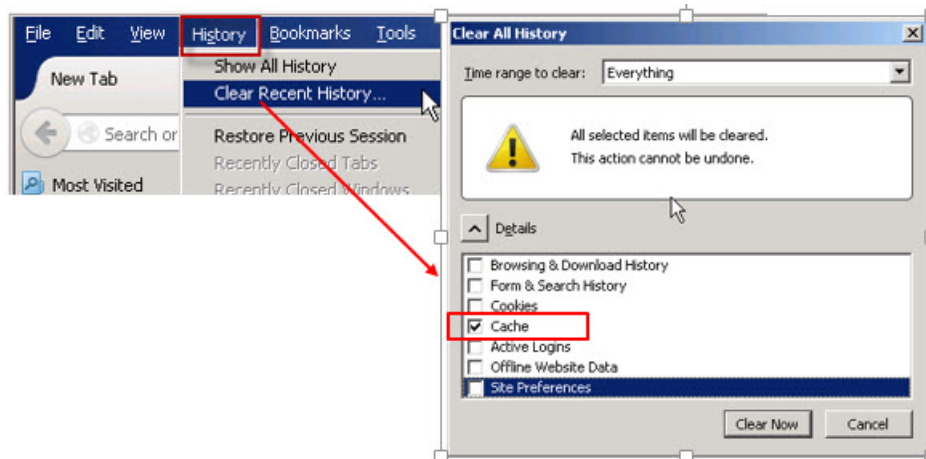 File Edit View History Bookmarks Tools
New Tab
Show All History
Clear Recent History...
Search or
Restore Previous Session
Recently Closed Tabs
Most Visited
Recently Closed Windows
Clear All History
Time range to clear: Everything
All selected items will be cleared.
This action cannot be undone.
Details
Browsing & Download History
Form & Search History
Cookies
Cache
Active Logins
Offline Website Data
Site Preferences
Clear Now Cancel